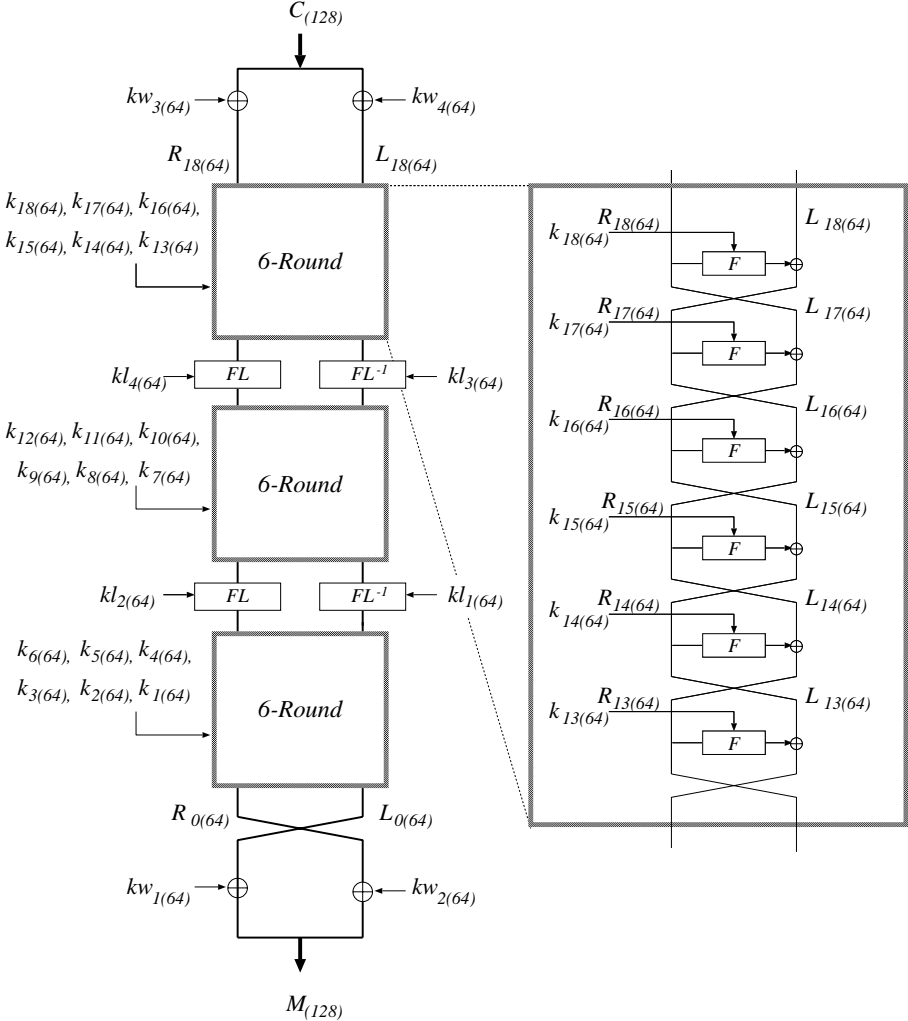 C(128)
kw3(64)
kw4(64)
R18(64)
L18(64)
k18(64), k17(64), k16(64),
k15(64), k14(64), k13(64)
6-Round
kl4(64)
FL
FL-1
kl3(64)
k12(64), k11(64), k10(64),
k9(64), k8(64), k7(64)
6-Round
kl2(64)
FL
FL-1
kl1(64)
k6(64), k5(64), k4(64),
k3(64), k2(64), k1(64)
6-Round
R0(64)
L0(64)
kw1(64)
kw2(64)
M(128)
R18(64)
L18(64)
k18(64)
F
R17(64)
L17(64)
k17(64)
F
R16(64)
L16(64)
k16(64)
F
R15(64)
L15(64)
k15(64)
F
R14(64)
L14(64)
k14(64)
F
R13(64)
L13(64)
k13(64)
F